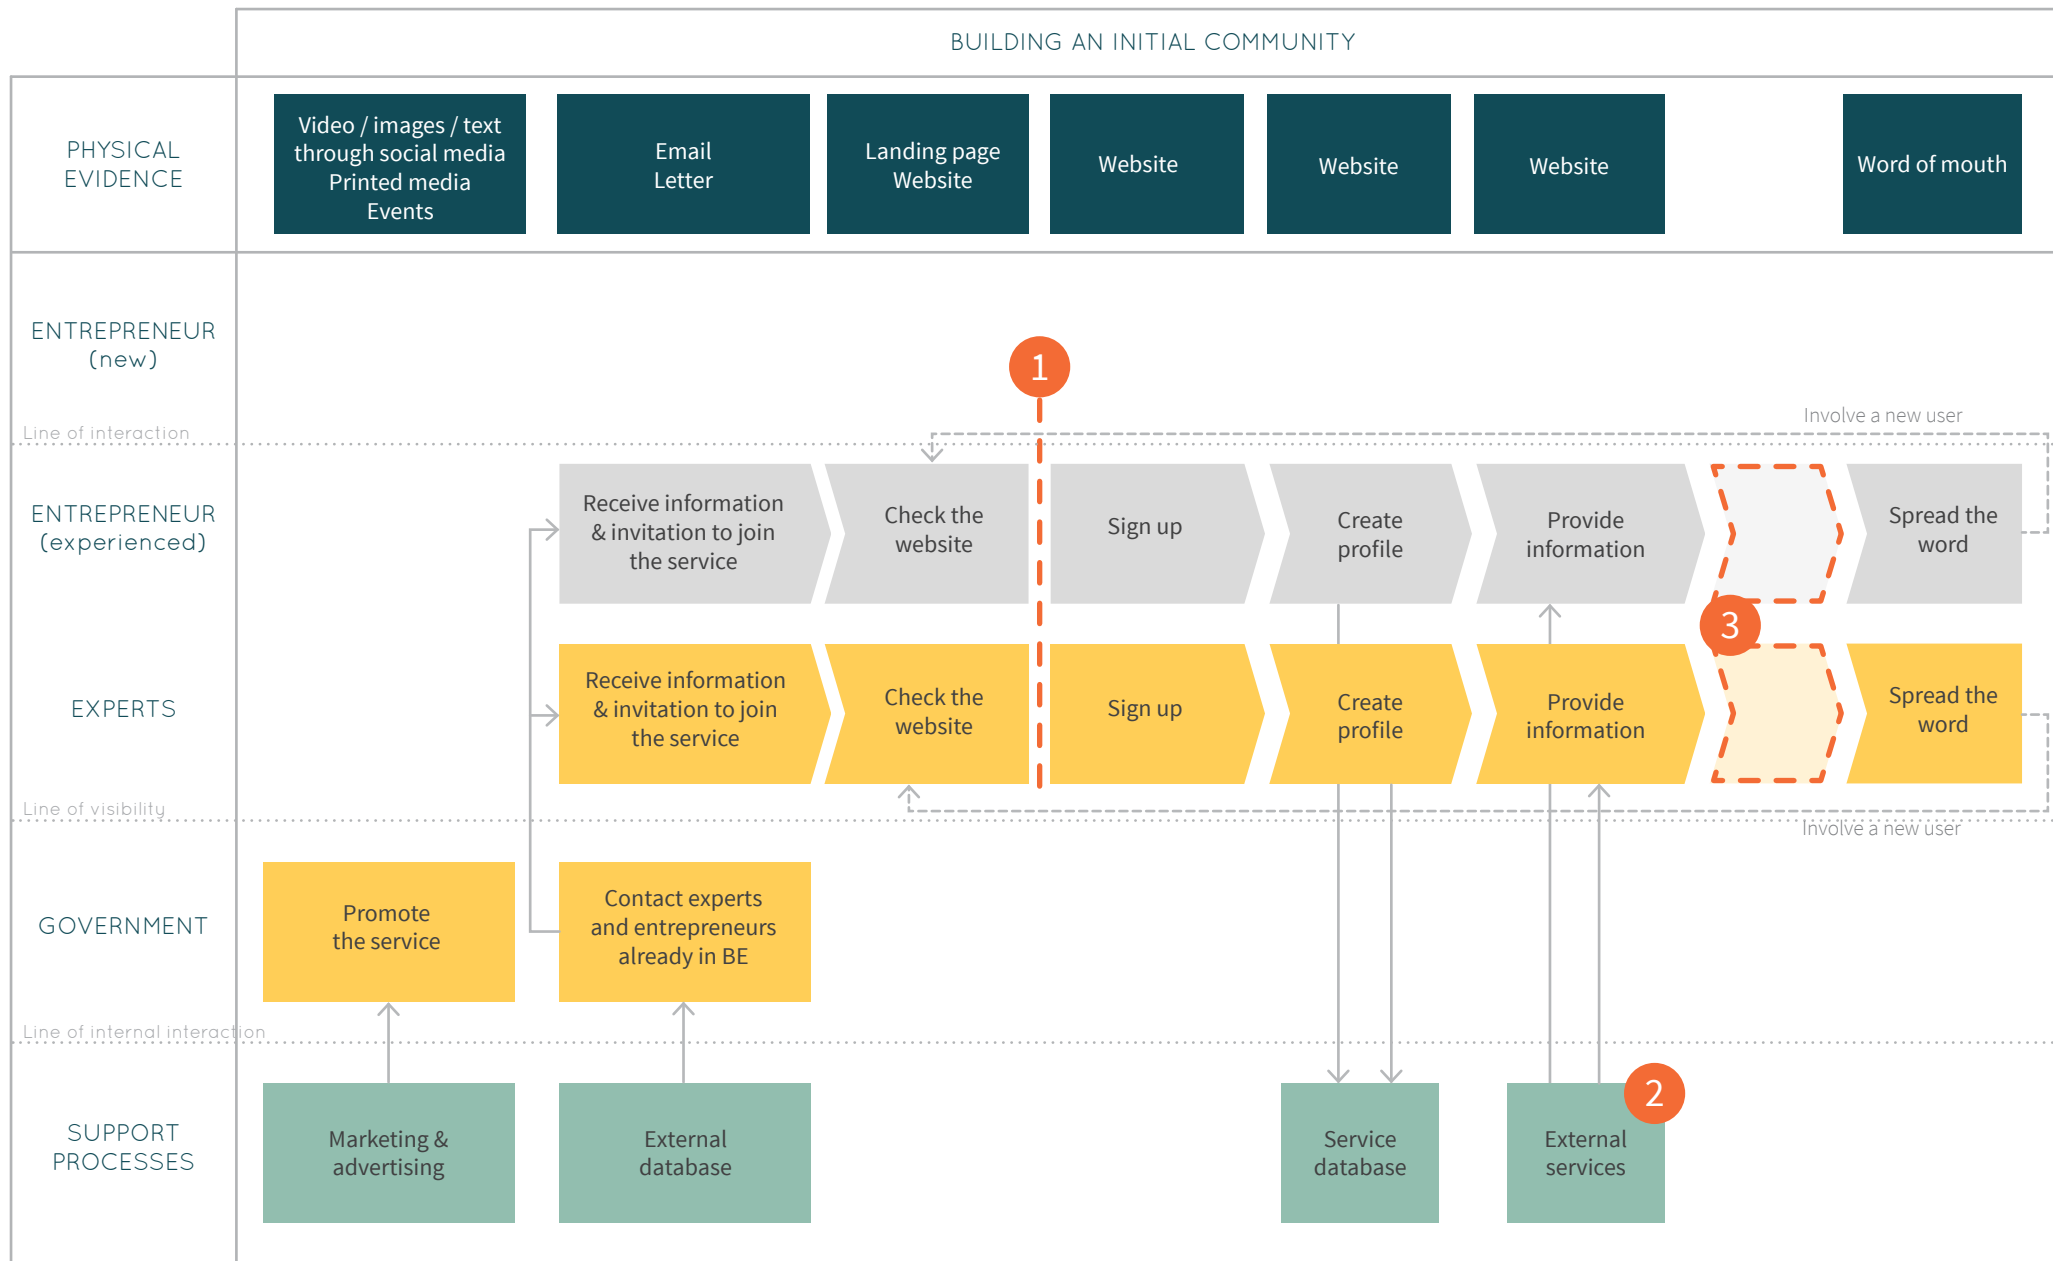 BUILDING AN INITIAL COMMUNITY
PHYSICAL
EVIDENCE
Video / images / text
through social media
Printed media
Events
Email
Letter
Landing page
Website
Website
Website
Website
Word of mouth
ENTREPRENEUR
(new)
1
Line of interaction
Involve a new user
ENTREPRENEUR
(experienced)
Receive information
& invitation to join
the service
Check the
website
Sign up
Create
profile
Provide
information
Spread the
word
3
EXPERTS
Receive information
& invitation to join
the service
Check the
website
Sign up
Create
profile
Provide
information
Spread the
word
Line of visibility
Involve a new user
GOVERNMENT
Promote
the service
Contact experts
and entrepreneurs
already in BE
Line of internal interaction
2
SUPPORT
PROCESSES
Marketing &
advertising
External
database
Service
database
External
services